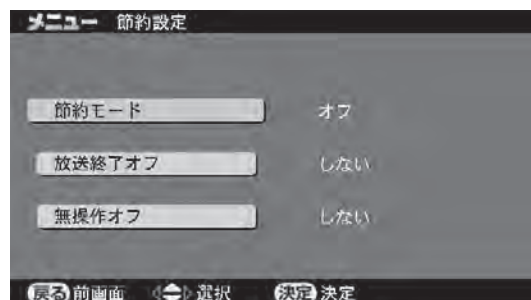 メニュー 節約設定
節約モード オフ
放送終了オフ しない
無操作オフ しない
戻る 前画面 選択 決定 決定